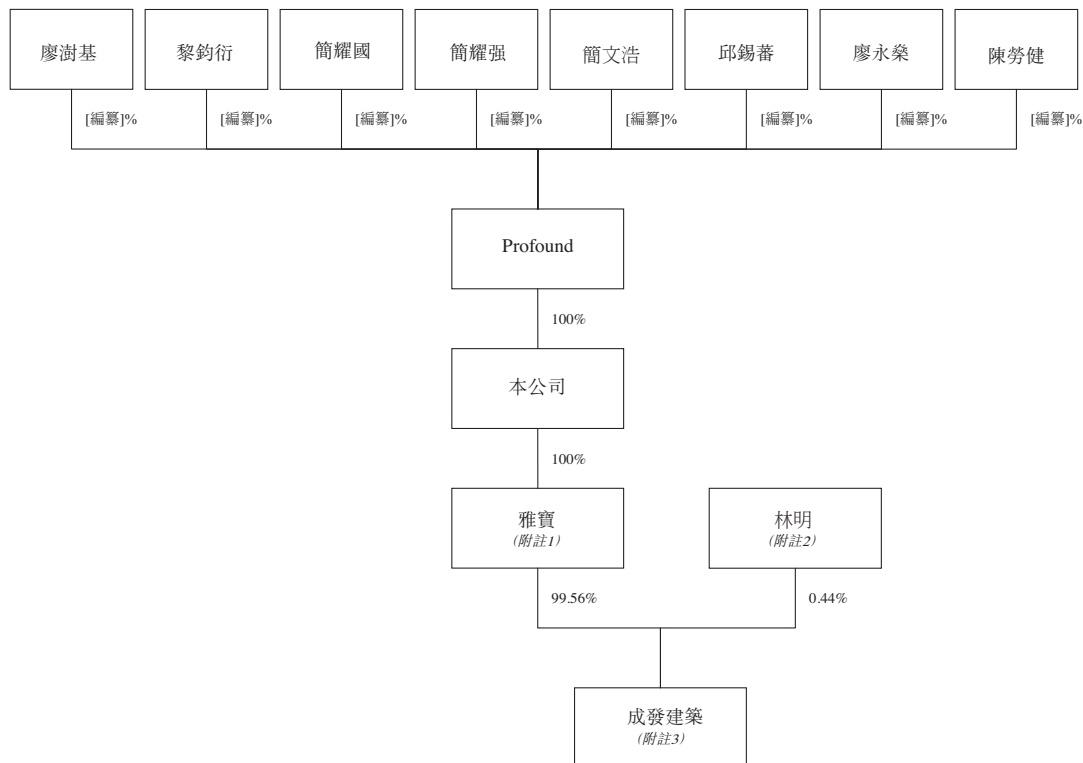 廖澍基
黎鈞衍
簡耀國
簡耀强
簡文浩
邱錫蕃
廖永燊
陳勞健
[編纂]%
[編纂]%
[編纂]%
[編纂]%
[編纂]%
[編纂]%
[編纂]%
[編纂]%
Profound
100%
本公司
100%
雅寶
(附註1)
林明
(附註2)
99.56%
0.44%
成發建築
(附註3)